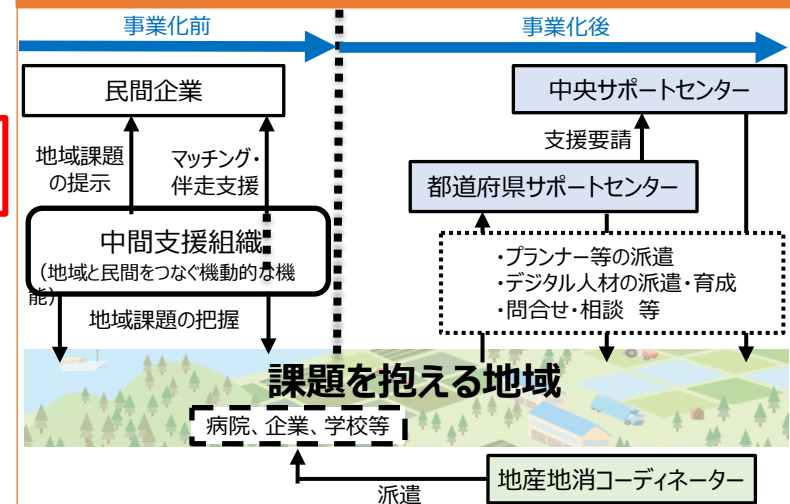 事業化前
事業化後
民間企業
中央サポートセンター
地域課題
の提示
マッチング・
伴走支援
支援要請
都道府県サポートセンター
中間支援組織
（地域と民間をつなぐ機動的な機
能）
・プランナー等の派遣
・デジタル人材の派遣・育成
・問合せ・相談 等
地域課題の把握
課題を抱える地域
病院、企業、学校等
地産地消コーディネーター
派遣